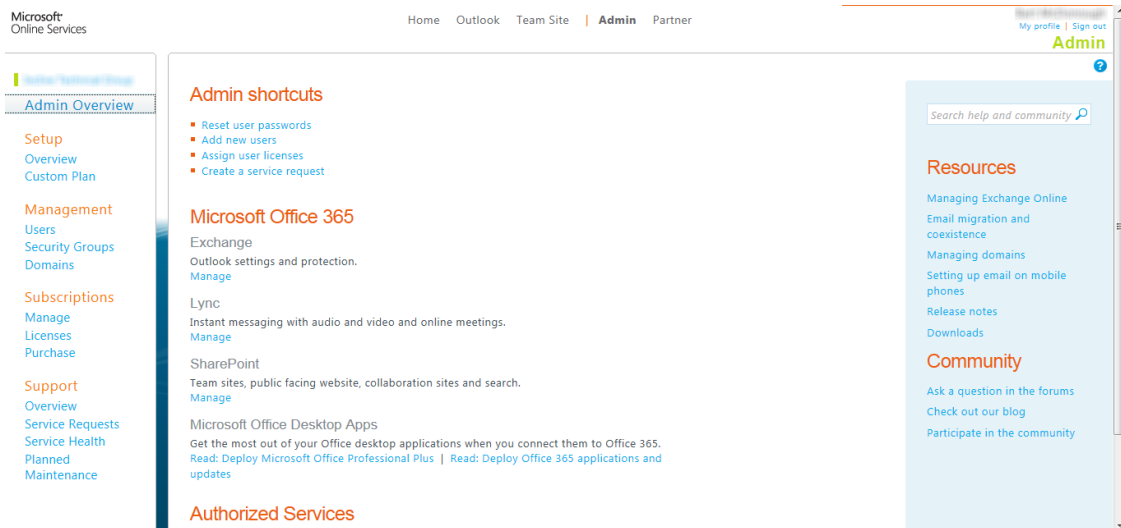 Microsoft
Online Services
Home Outlook Team Site | Admin Partner
My profile | Sign out
Admin
Admin Overview
Setup
Overview
Custom Plan
Management
Users
Security Groups
Domains
Subscriptions
Manage
Licenses
Purchase
Support
Overview
Service Requests
Service Health
Planned
Maintenance
Admin shortcuts
Reset user passwords
Add new users
Assign user licenses
Create a service request
Microsoft Office 365
Exchange
Outlook settings and protection.
Manage
Lync
Instant messaging with audio and video and online meetings.
Manage
SharePoint
Team sites, public facing website, collaboration sites and search.
Manage
Microsoft Office Desktop Apps
Get the most out of your Office desktop applications when you connect them to Office 365.
Read: Deploy Microsoft Office Professional Plus | Read: Deploy Office 365 applications and
updates
Authorized Services
?
Search help and community
Resources
Managing Exchange Online
Email migration and
coexistence
Managing domains
Setting up email on mobile
phones
Release notes
Downloads
Community
Ask a question in the forums
Check out our blog
Participate in the community